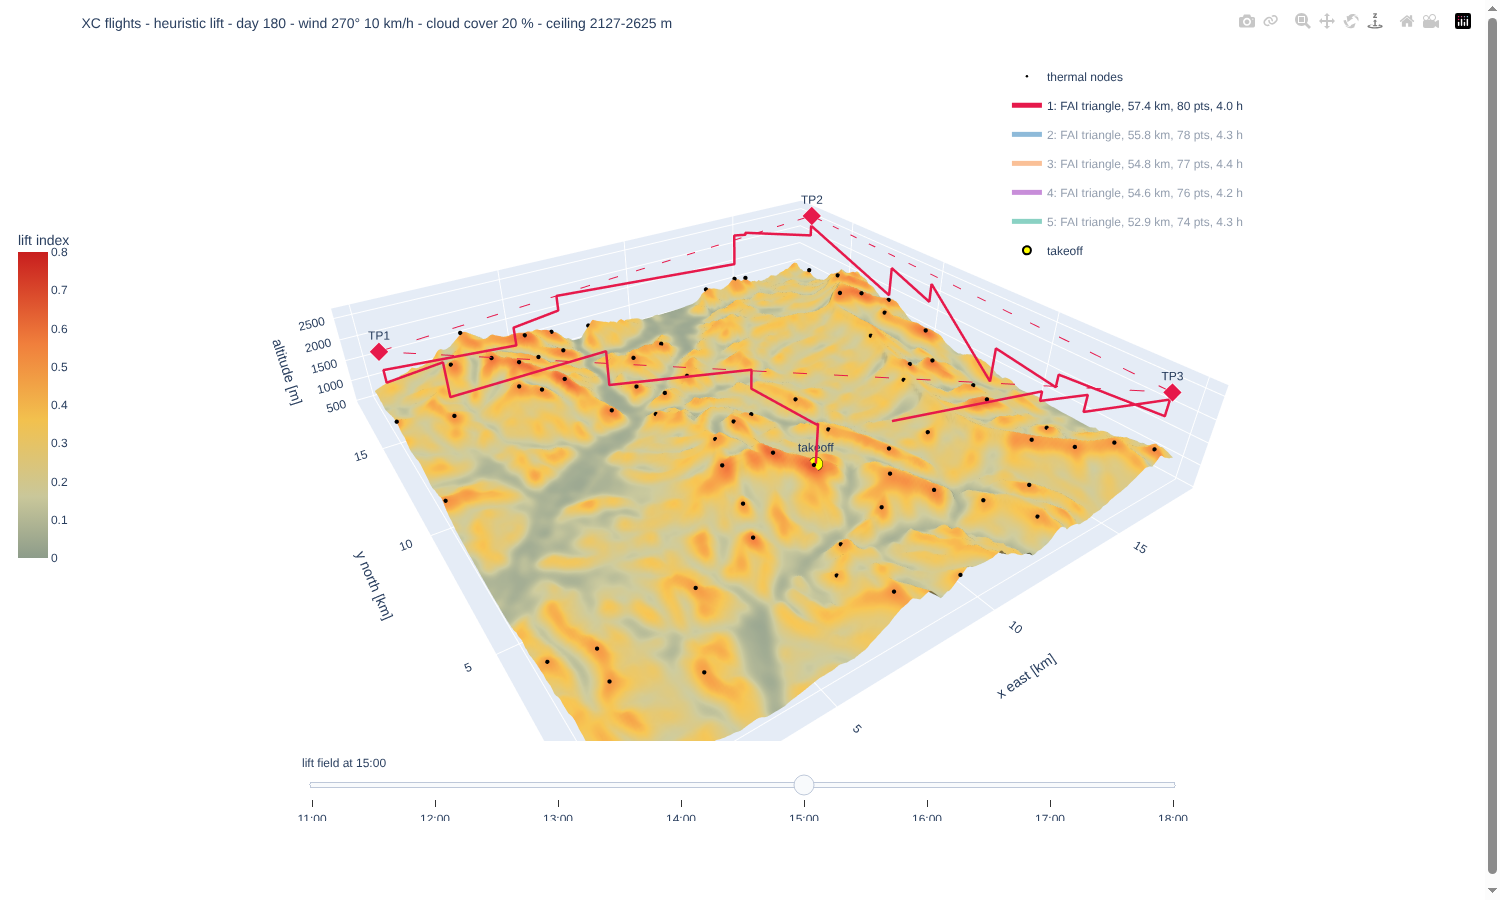 XC flights - heuristic lift - day 180 - wind 270° 10 km/h - cloud cover 20 % - ceiling 2127-2625 m
thermal nodes
1: FAI triangle, 57.4 km, 80 pts, 4.0 h
2: FAI triangle, 55.8 km, 78 pts, 4.3 h
3: FAI triangle, 54.8 km, 77 pts, 4.4 h
4: FAI triangle, 54.6 km, 76 pts, 4.2 h
5: FAI triangle, 52.9 km, 74 pts, 4.3 h
takeoff
lift index
0.8
0.7
0.6
0.5
0.4
0.3
0.2
0.1
0
TP2
TP1
TP3
takeoff
altitude [m]
2500
2000
1500
1000
500
15
10
5
y north [km]
15
10
5
x east [km]
lift field at 15:00
11:00 12:00 13:00 14:00 15:00 16:00 17:00 18:00